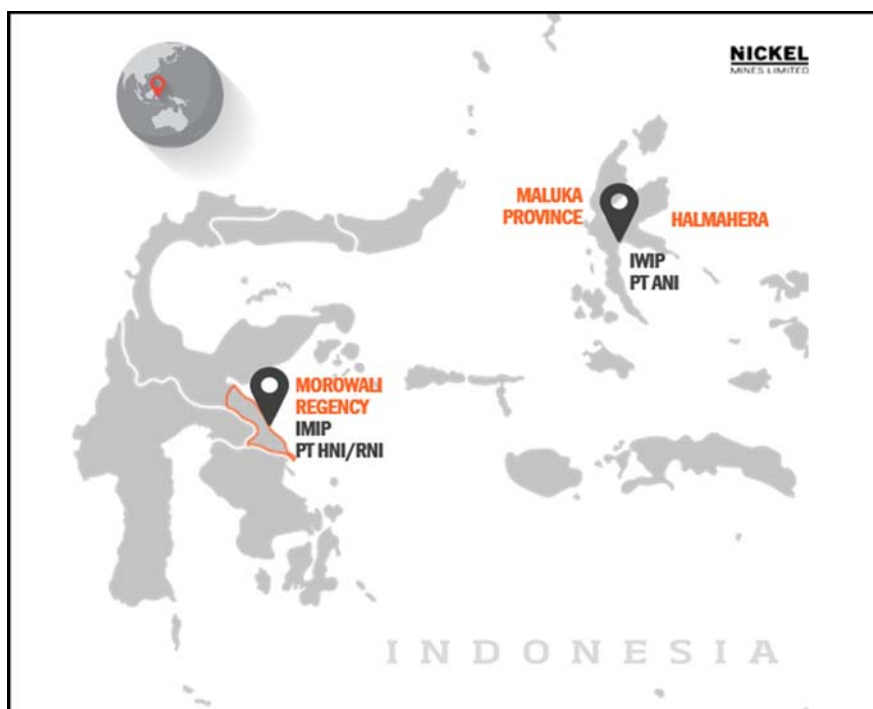 NICKEL
MINES LIMITED
MALUKA
PROVINCE
HALMAHERA
IWIP
PT ANI
MOROWALI
REGENCY
IMIP
PT HNI/RNI
INDONESIA